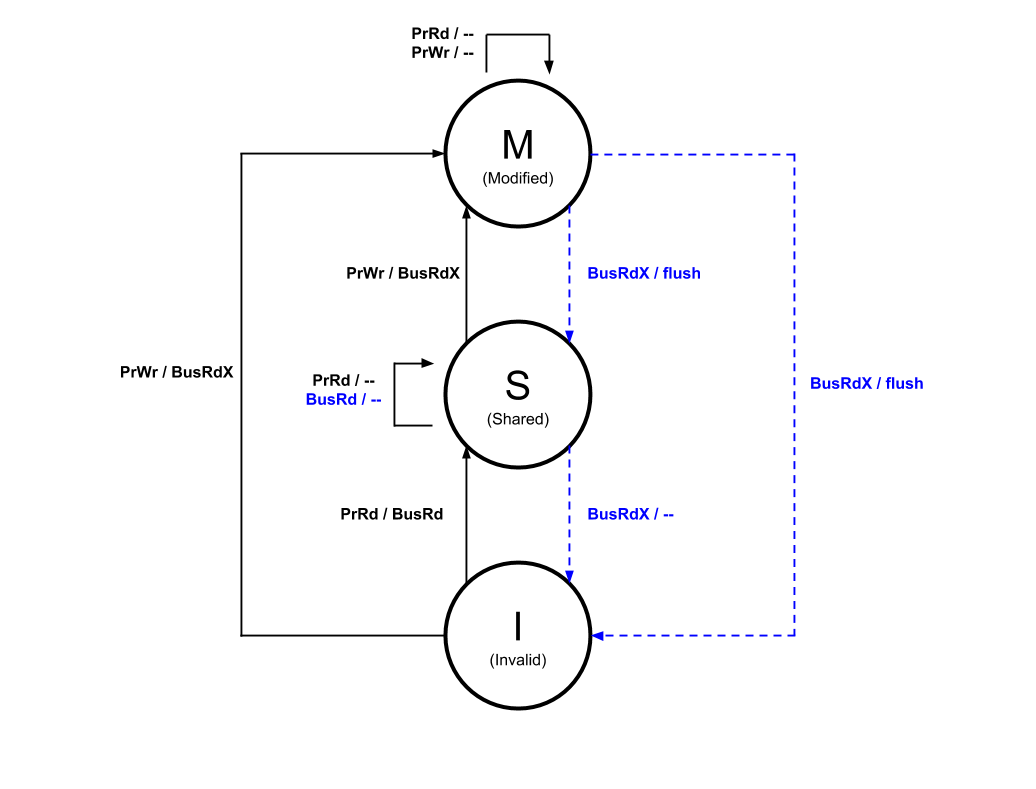 PrRd / --
PrWr / --
M
(Modified)
PrWr / BusRdX
BusRdX / flush
PrWr / BusRdX
S
(Shared)
PrRd / --
BusRd / --
BusRdX / flush
PrRd / BusRd
BusRdX / --
I
(Invalid)